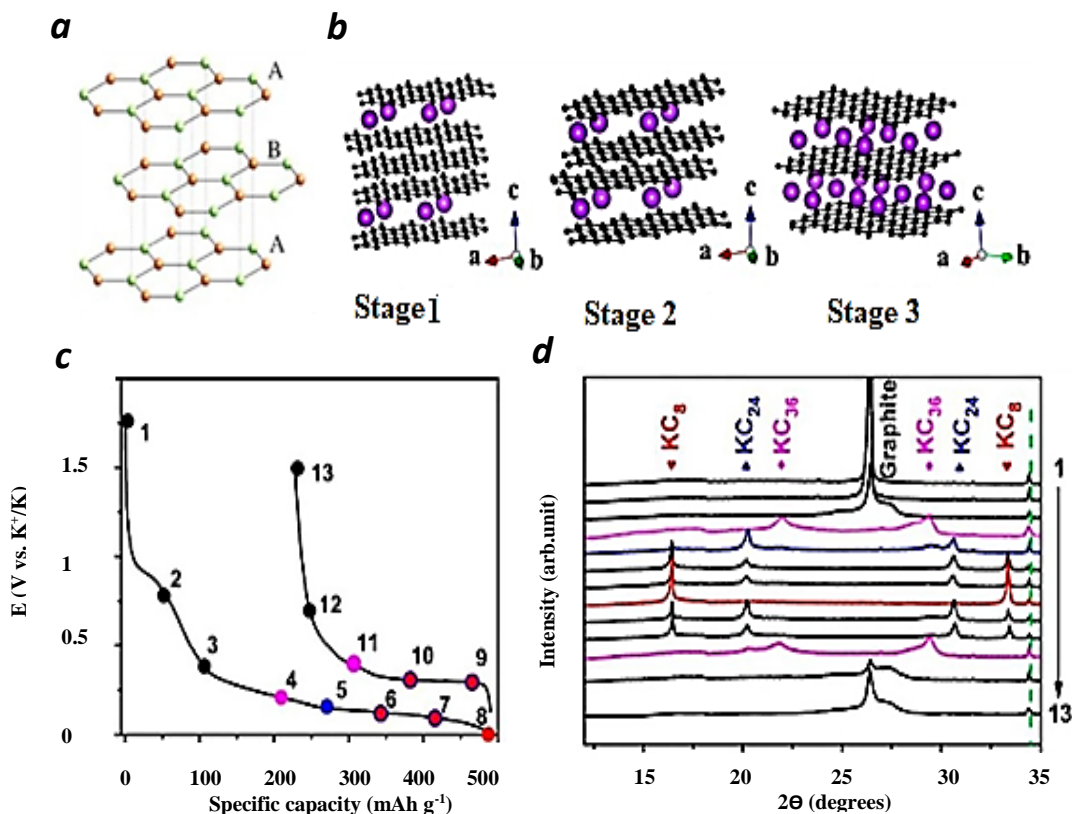 a
A
B
A
b
c
a
b
Stage 1
c
a
b
Stage 2
c
a
b
Stage 3
c
E ( V vs. K⁺/K)
1.5
1
0.5
0
1
2
3
4
5
6
7
8
9
10
11
12
13
0 100 200 300 400 500
Specific capacity (mAh g⁻¹)
d
Intensity (arb.unit)
KC₈
KC₂₄
KC₃₆
Graphite
KC₃₆
KC₂₄
KC₈
1
13
15 20 25 30 35
2Θ (degrees)